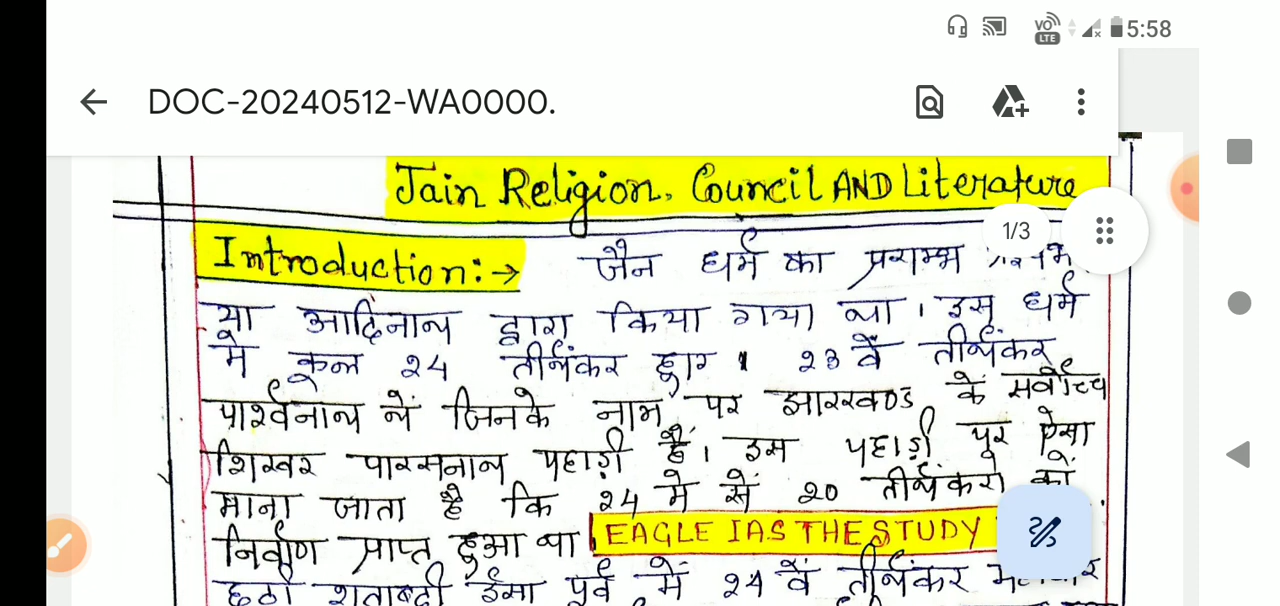 5:58
VO LTE
DOC-20240512-WA0000.
Jain Religion, Council AND Literature
1/3
Introduction:→ जैन धर्म का प्रारम्भ
या आदिनाथ द्वारा किया गया था। इस धर्म
मे कुल 24 तीर्थंकर हुए। 23 वें तीर्थंकर
पार्श्वनाथ थें जिनके नाम पर झारखण्ड के सर्वोच्च
शिखर पारसनाथ पहाड़ी हैं। इस पहाड़ी पर ऐसा
माना जाता है कि 24 मे सें 20 तीर्थंकरो कों
निर्वाण प्राप्त हुआ था। EAGLE IAS THE STUDY
छठी शताब्दी ईसा पूर्व में 24 वें तीर्थंकर